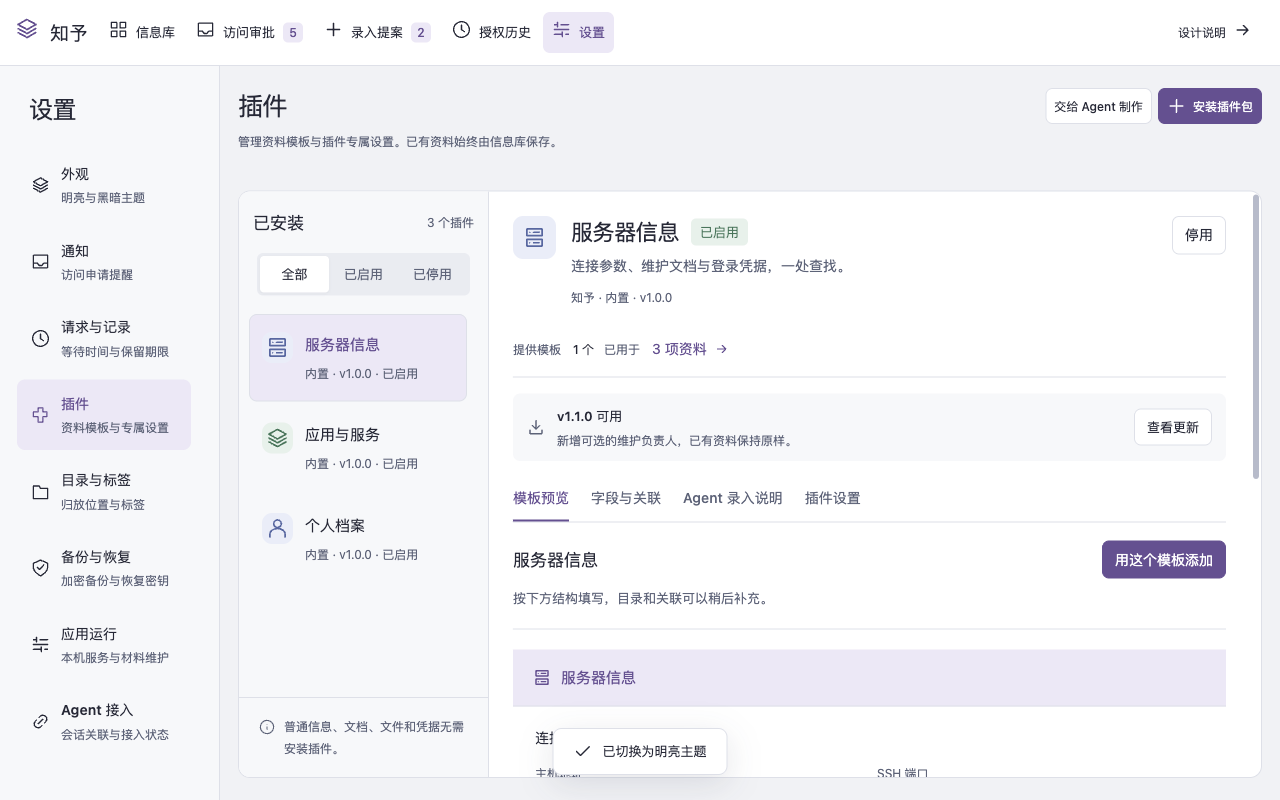 知予
信息库
访问审批 5
录入提案 2
授权历史
设置
设计说明
设置
外观
明亮与黑暗主题
通知
访问申请提醒
请求与记录
等待时间与保留期限
插件
资料模板与专属设置
目录与标签
归放位置与标签
备份与恢复
加密备份与恢复密钥
应用运行
本机服务与材料维护
Agent 接入
会话关联与接入状态
插件
管理资料模板与插件专属设置。已有资料始终由信息库保存。
交给 Agent 制作
安装插件包
已安装
3 个插件
全部
已启用
已停用
服务器信息
内置 · v1.0.0 · 已启用
应用与服务
内置 · v1.0.0 · 已启用
个人档案
内置 · v1.0.0 · 已启用
普通信息、文档、文件和凭据无需
安装插件。
服务器信息
已启用
停用
连接参数、维护文档与登录凭据，一处查找。
知予 · 内置 · v1.0.0
提供模板 1 个 已用于 3 项资料
v1.1.0 可用
新增可选的维护负责人，已有资料保持原样。
查看更新
模板预览
字段与关联
Agent 录入说明
插件设置
服务器信息
用这个模板添加
按下方结构填写，目录和关联可以稍后补充。
服务器信息
连
已切换为明亮主题
SSH 端口